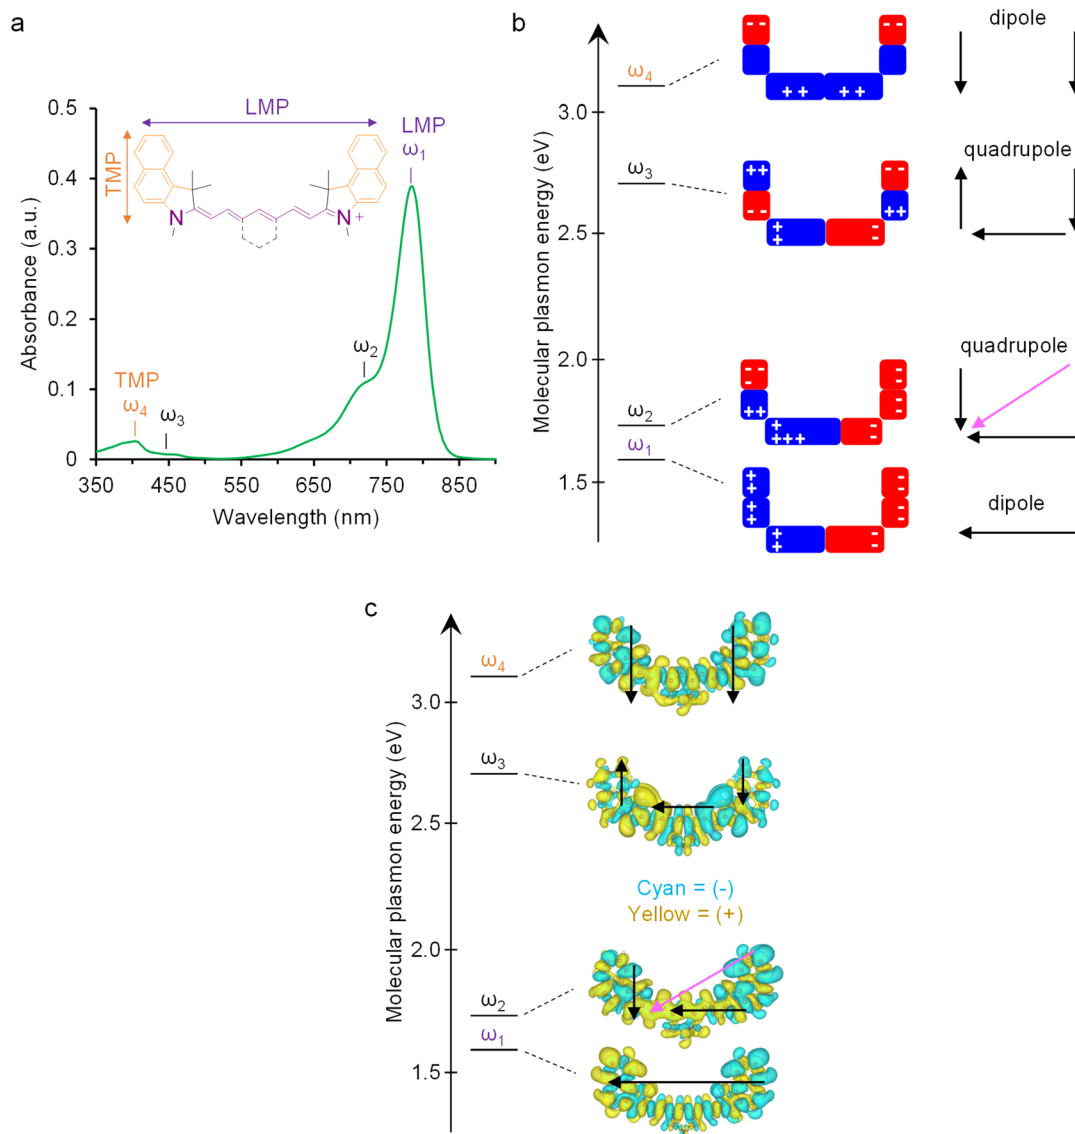 a
0.5
0.4
0.3
0.2
0.1
0
350 450 550 650 750 850
Absorbance (a.u.)
Wavelength (nm)
LMP
TMP
N
N+
LMP
ω1
ω2
TMP
ω4
ω3
b
Molecular plasmon energy (eV)
3.0
2.5
2.0
1.5
ω4
ω3
ω2
ω1
- - - -
+ + + +
dipole
+ + - -
- - + +
+ + - -
quadrupole
- - - -
+ + - -
+ + + + + - -
quadrupole
+ + - -
+ + - -
+ + - -
dipole
c
Molecular plasmon energy (eV)
3.0
2.5
2.0
1.5
ω4
ω3
Cyan = (-)
Yellow = (+)
ω2
ω1